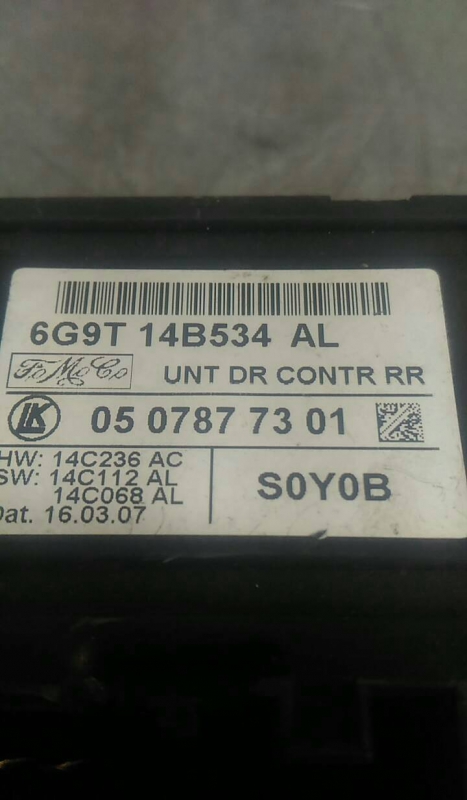 6G9T 14B534 AL
FoMoCo
UNT DR CONTR RR
LK
05 0787 73 01
HW: 14C236 AC
SW: 14C112 AL
14C068 AL
Dat. 16.03.07
S0Y0B